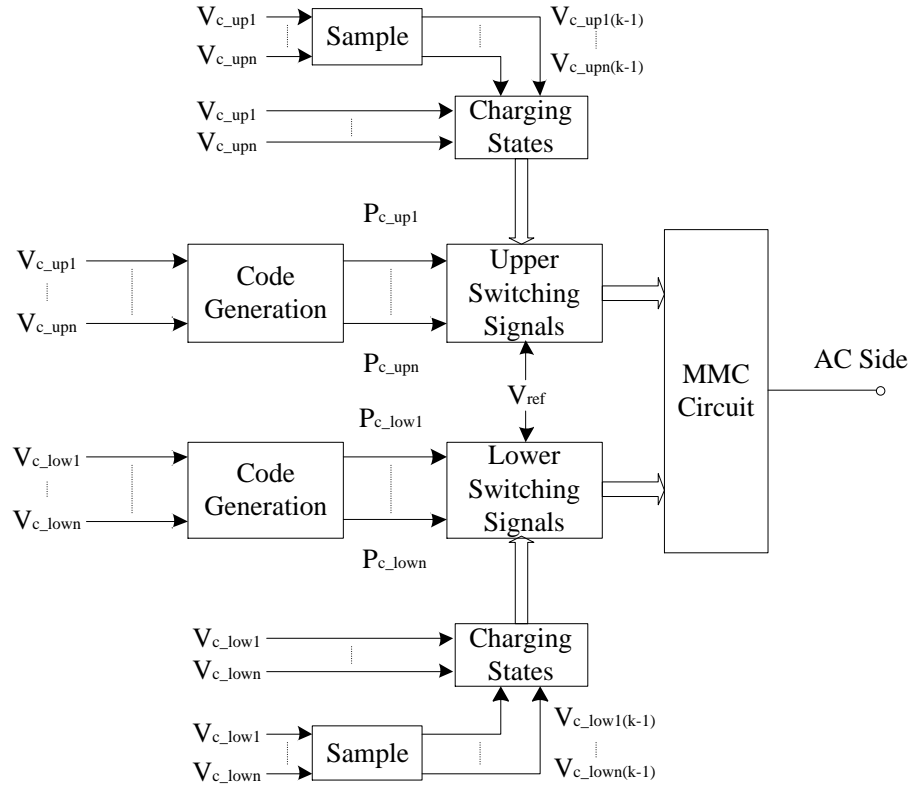 V_c_up1
V_c_upn
Sample
V_c_up1(k-1)
V_c_upn(k-1)
V_c_up1
V_c_upn
Charging
States
P_c_up1
V_c_up1
V_c_upn
Code
Generation
Upper
Switching
Signals
P_c_upn
V_ref
MMC
Circuit
AC Side
P_c_low1
V_c_low1
V_c_lown
Code
Generation
Lower
Switching
Signals
P_c_lown
V_c_low1
V_c_lown
Charging
States
V_c_low1
V_c_lown
Sample
V_c_low1(k-1)
V_c_lown(k-1)